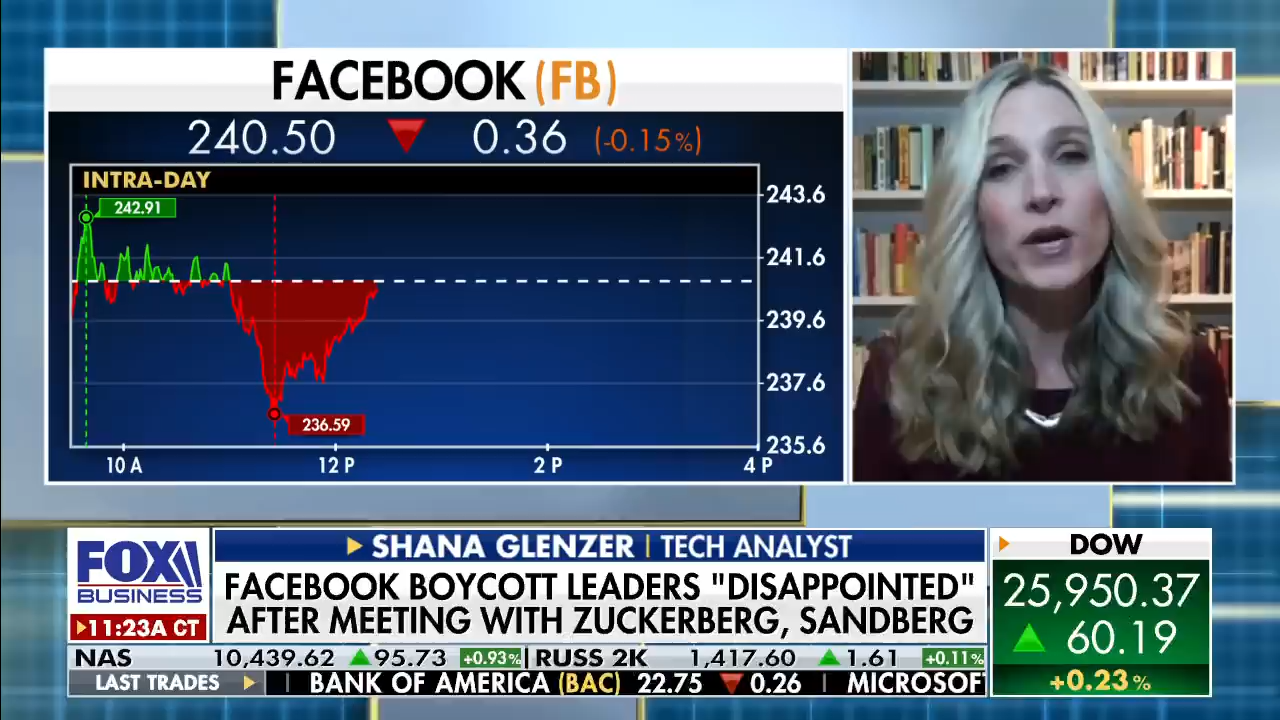 FACEBOOK (FB)
240.50 ▼ 0.36 (-0.15%)
INTRA-DAY
242.91
236.59
243.6
241.6
239.6
237.6
235.6
10 A 12 P 2 P 4 P
SHANA GLENZER | TECH ANALYST
FACEBOOK BOYCOTT LEADERS "DISAPPOINTED"
AFTER MEETING WITH ZUCKERBERG, SANDBERG
FOX
BUSINESS
11:23A CT
DOW
25,950.37
▲ 60.19
+0.23%
NAS 10,439.62 ▲95.73 +0.93% | RUSS 2K 1,417.60 ▲1.61 +0.11%
LAST TRADES | BANK OF AMERICA (BAC) 22.75 ▼0.26 | MICROSOF